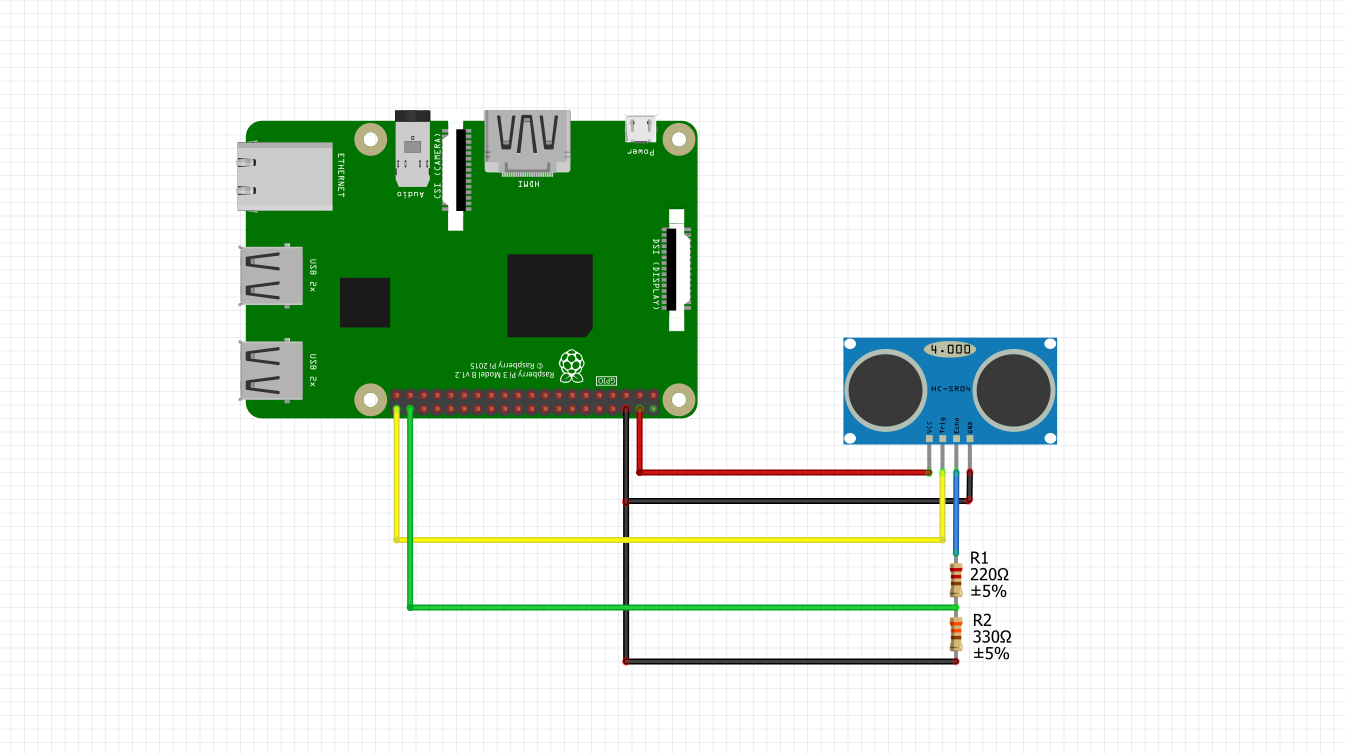 ETHERNET
Audio
CSI (CAMERA)
HDMI
Power
DSI (DISPLAY)
USB 2x
USB 2x
© Raspberry Pi 2015
Raspberry Pi 3 Model B v1.2
GPIO
4.000
HC-SR04
VCC
Trig
Echo
GND
R1
220Ω
±5%
R2
330Ω
±5%